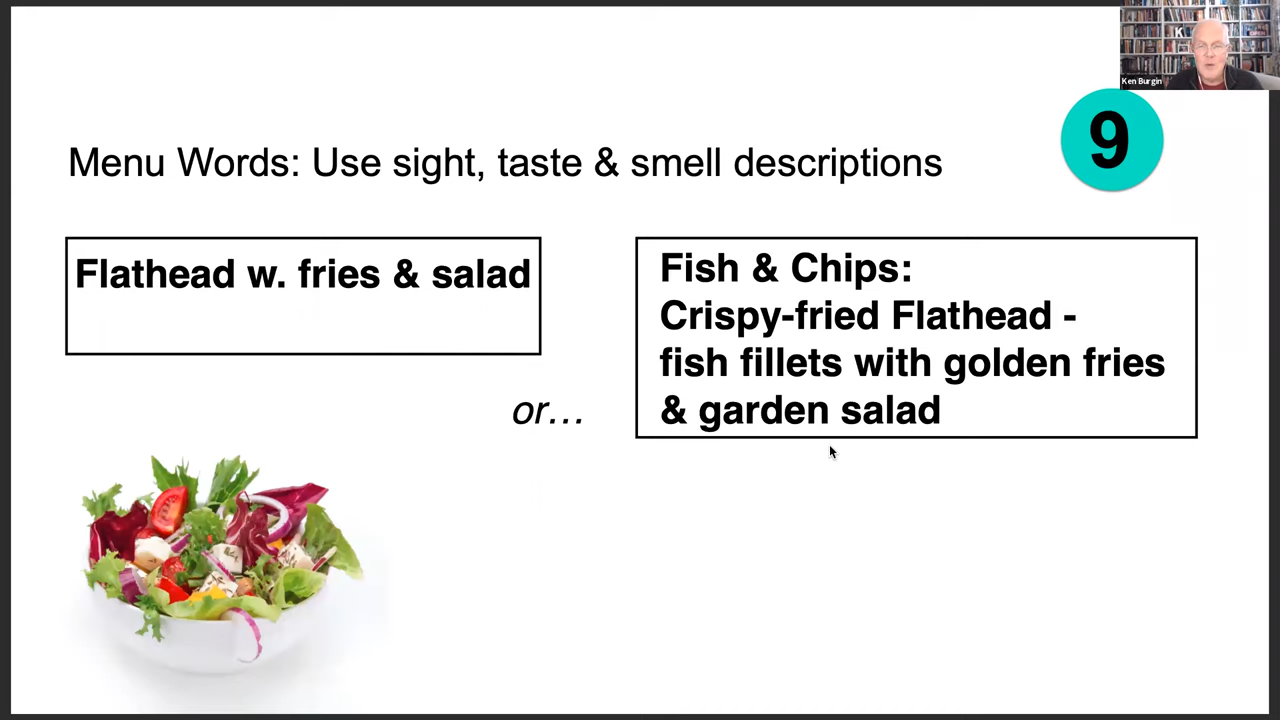 Ken Burgin
9
Menu Words: Use sight, taste & smell descriptions
Flathead w. fries & salad
or…
Fish & Chips:
Crispy-fried Flathead -
fish fillets with golden fries
& garden salad